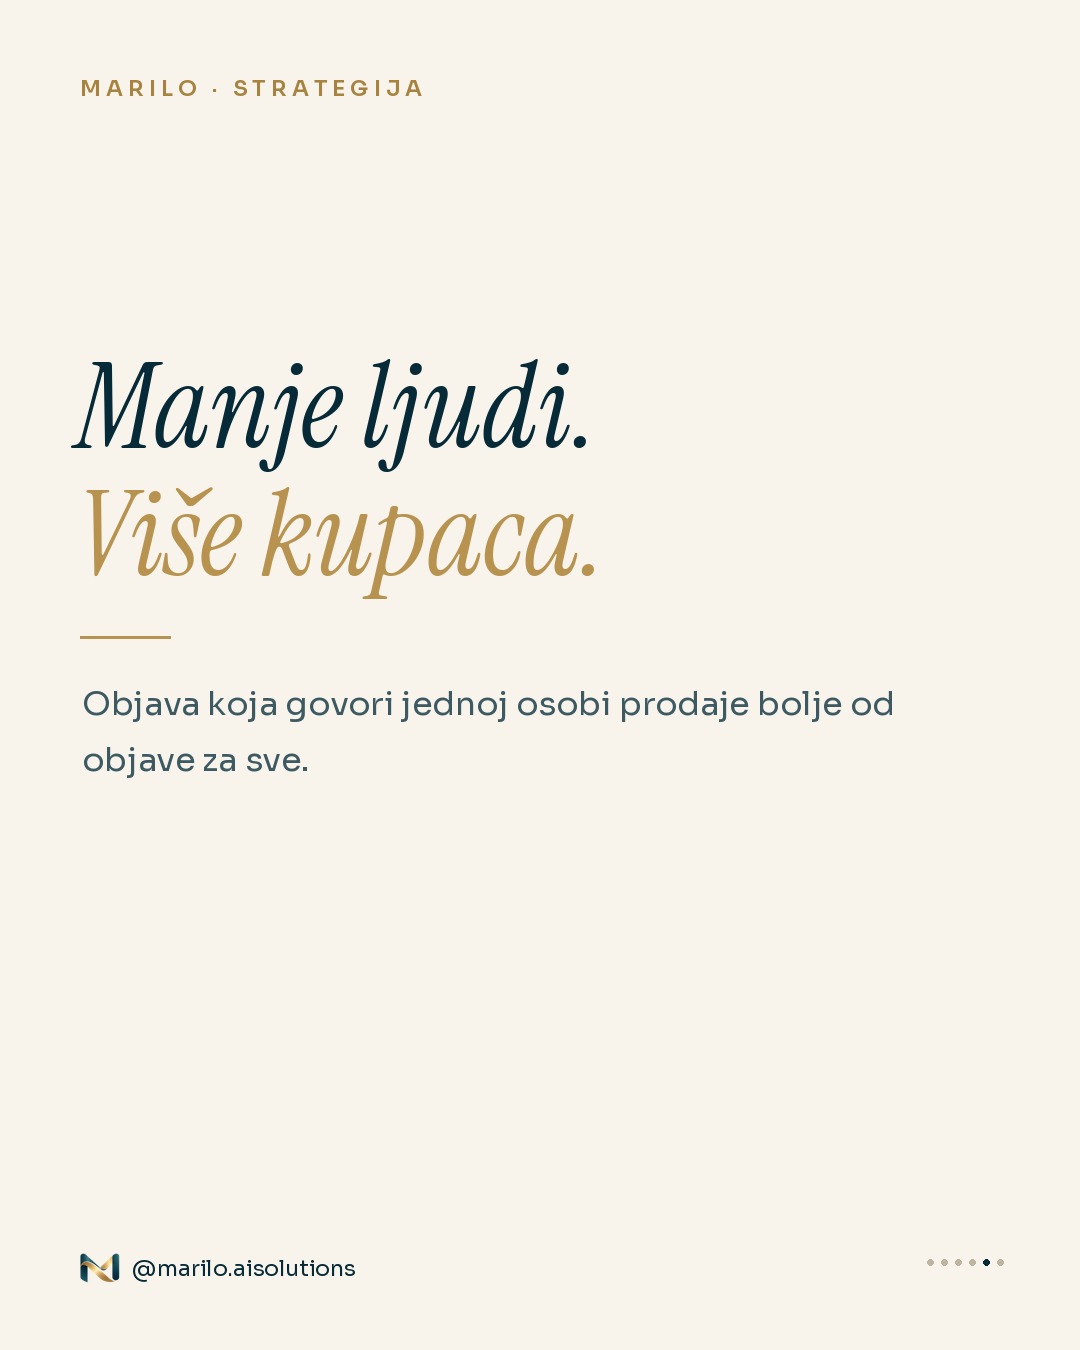 MARILO · STRATEGIJA
Manje ljudi.
Više kupaca.
Objava koja govori jednoj osobi prodaje bolje od
objave za sve.
@marilo.aisolutions